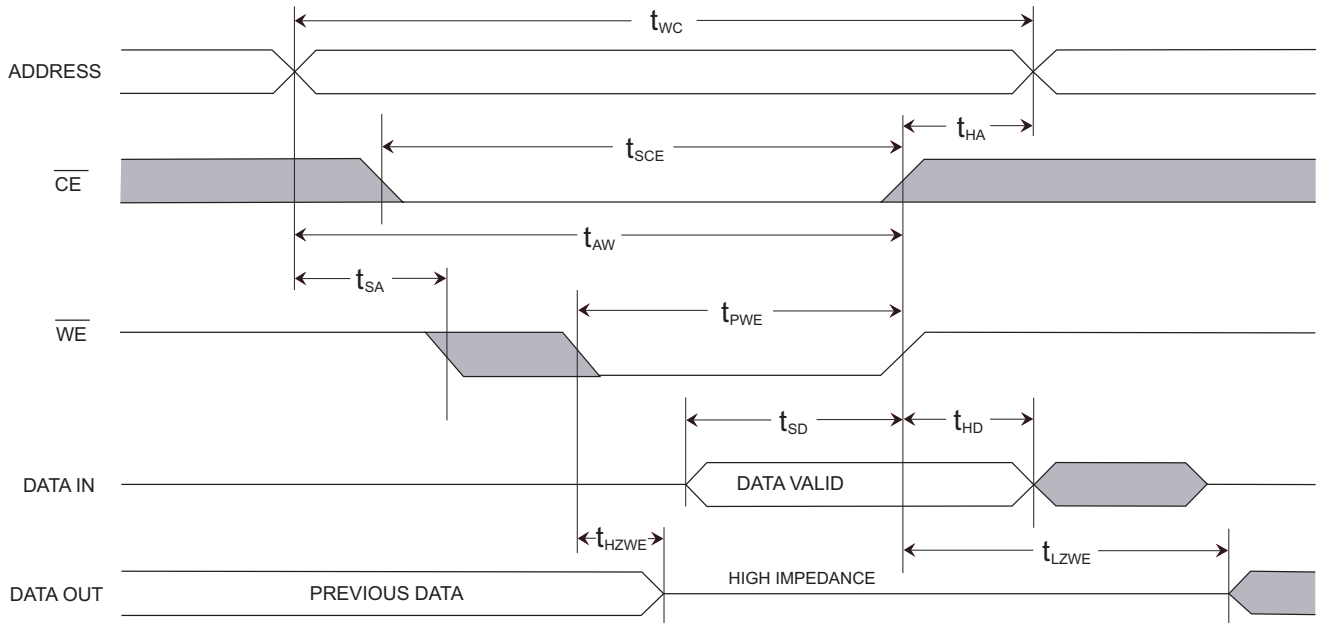 tWC
ADDRESS
tHA
tSCE
CE
tAW
tSA
tPWE
WE
tSD
tHD
DATA IN
DATA VALID
tHZWE
tLZWE
HIGH IMPEDANCE
DATA OUT
PREVIOUS DATA